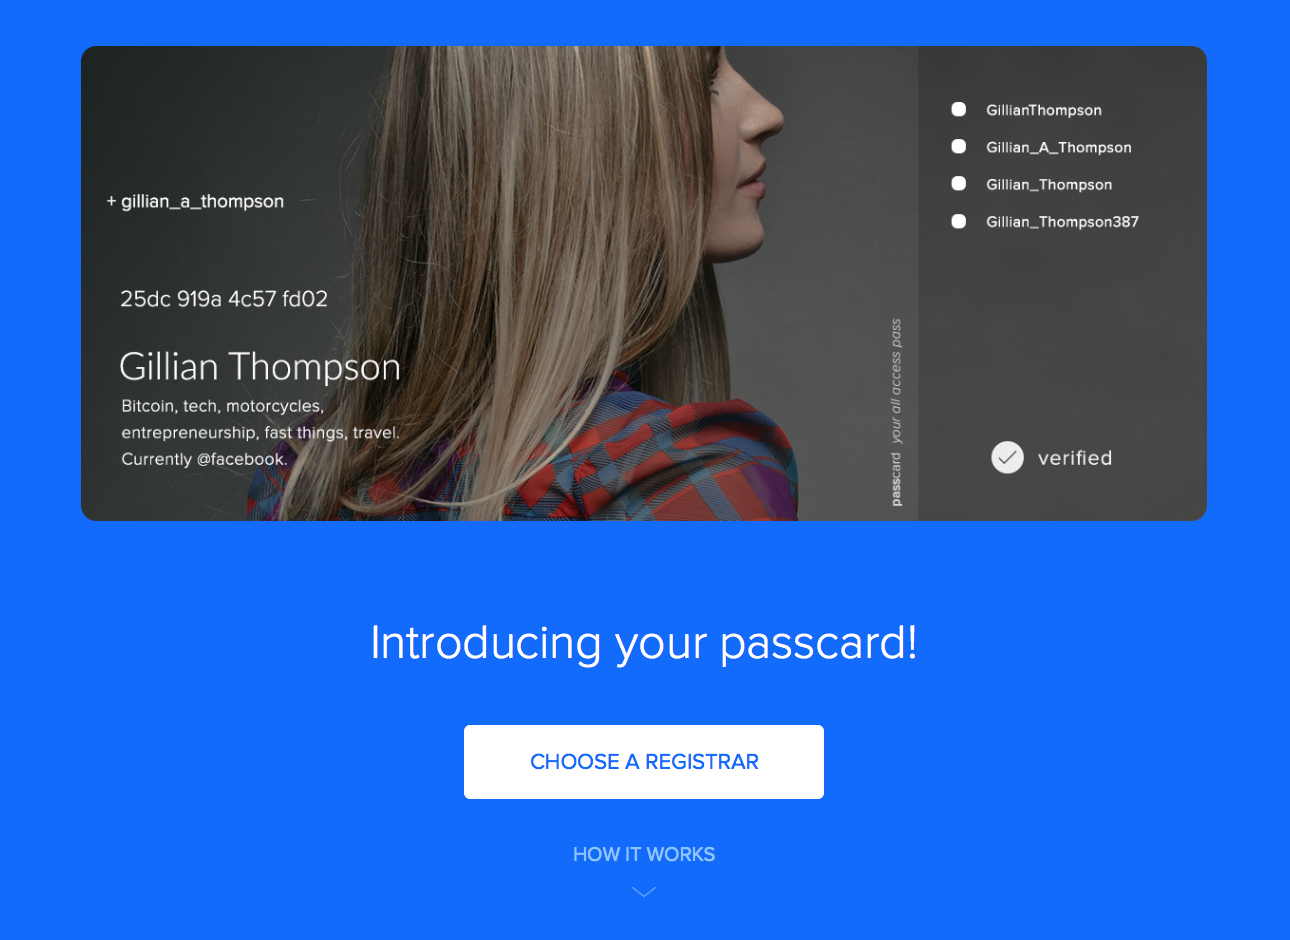 + gillian_a_thompson
25dc 919a 4c57 fd02
Gillian Thompson
Bitcoin, tech, motorcycles,
entrepreneurship, fast things, travel.
Currently @facebook.
passcard your all access pass
GillianThompson
Gillian_A_Thompson
Gillian_Thompson
Gillian_Thompson387
verified
Introducing your passcard!
CHOOSE A REGISTRAR
HOW IT WORKS